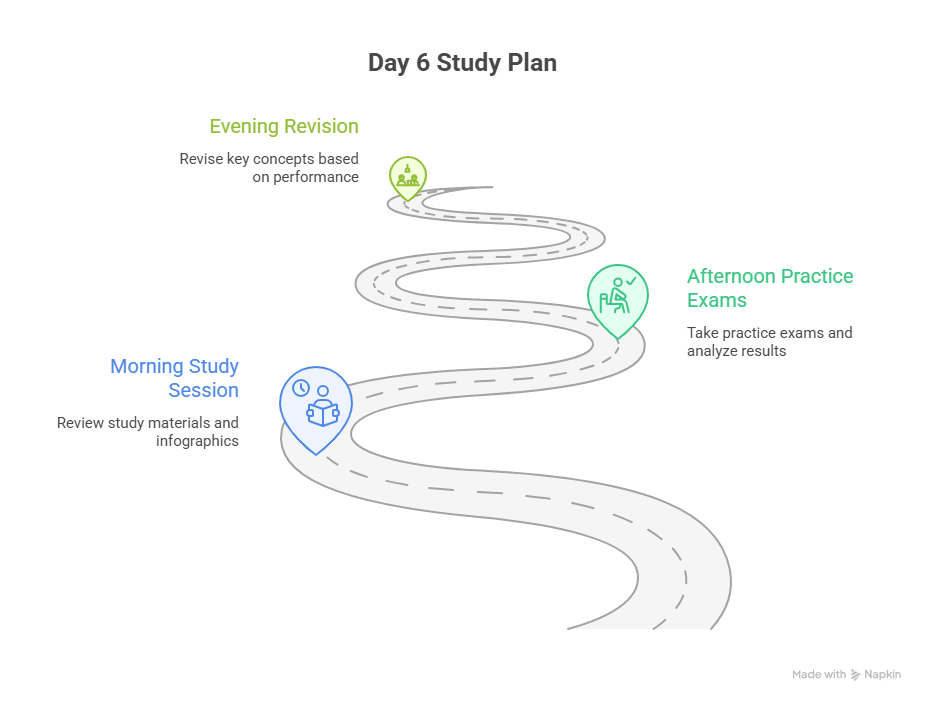 Day 6 Study Plan
Evening Revision
Revise key concepts based
on performance
Afternoon Practice
Exams
Take practice exams and
analyze results
Morning Study
Session
Review study materials and
infographics
Made with Napkin